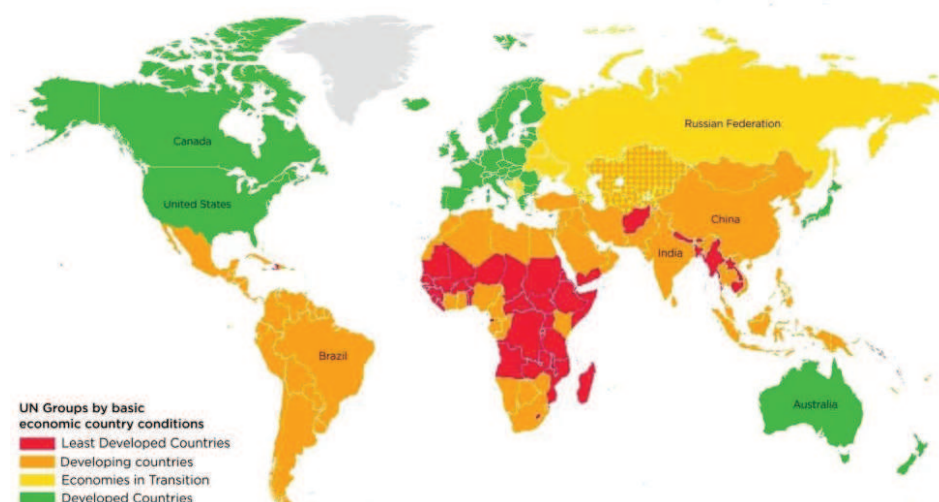 Canada
Russian Federation
United States
China
India
Brazil
Australia
UN Groups by basic
economic country conditions
Least Developed Countries
Developing countries
Economies in Transition
Developed Countries